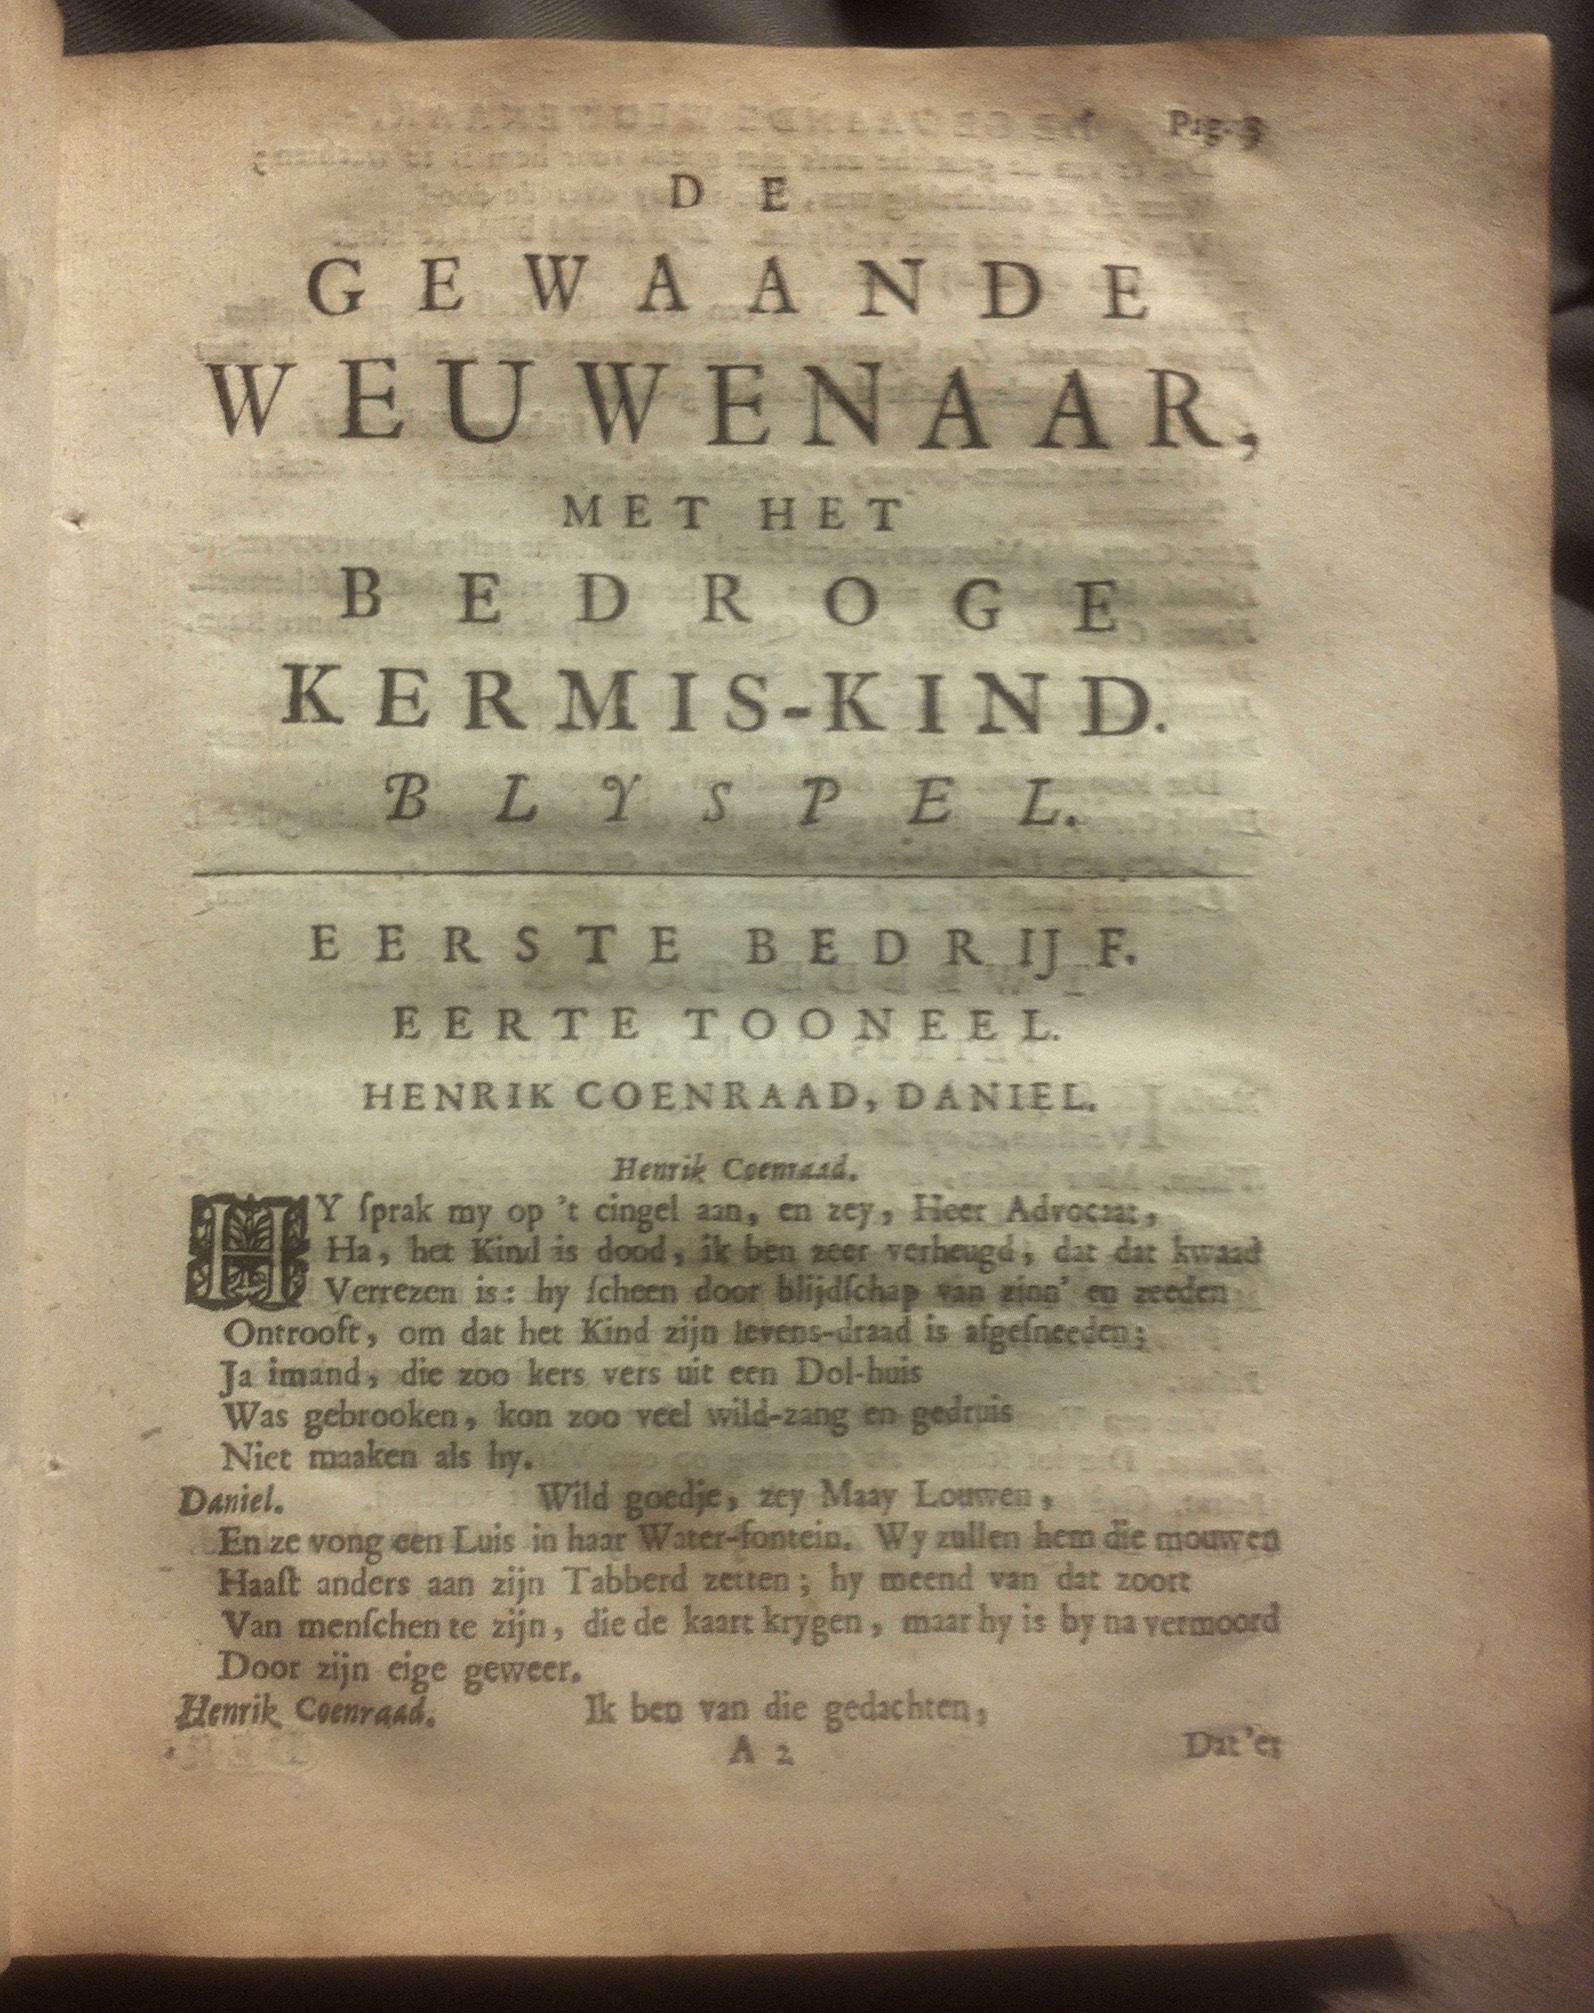 Pag. 3
DE
GEWAANDE
WEUWENAAR,
MET HET
BEDROGE
KERMIS-KIND.
BLYSPEL.
EERSTE BEDRIJF.
EERTE TOONEEL.
HENRIK COENRAAD, DANIEL.
Henrik Coenraad.
HY ſprak my op 't cingel aan, en zey, Heer Advocaat,
Ha, het Kind is dood, ik ben zeer verheugd, dat dat kwaad
Verrezen is: hy ſcheen door blijdſchap van zinn' en zeeden
Ontrooft, om dat het Kind zijn levens-draad is afgeſneeden;
Ja imand, die zoo kers vers uit een Dol-huis
Was gebrooken, kon zoo veel wild-zang en gedruis
Niet maaken als hy.
Daniel. Wild goedje, zey Maay Louwen,
En ze vong een Luis in haar Water-fontein. Wy zullen hem die mouwen
Haaſt anders aan zijn Tabberd zetten; hy meend van dat zoort
Van menſchen te zijn, die de kaart krygen, maar hy is by na vermoord
Door zijn eige geweer.
Henrik Coenraad. Ik ben van die gedachten,
A 2 Dat'er